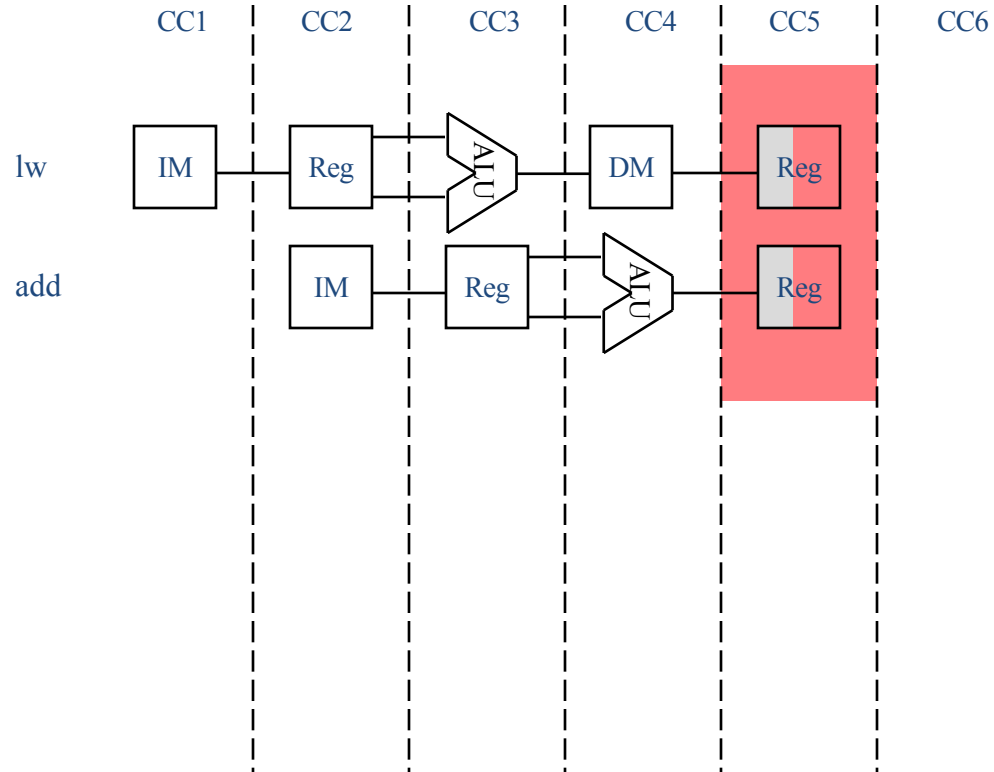 CC1 CC2 CC3 CC4 CC5 CC6
lw IM Reg ALU DM Reg
add IM Reg ALU Reg